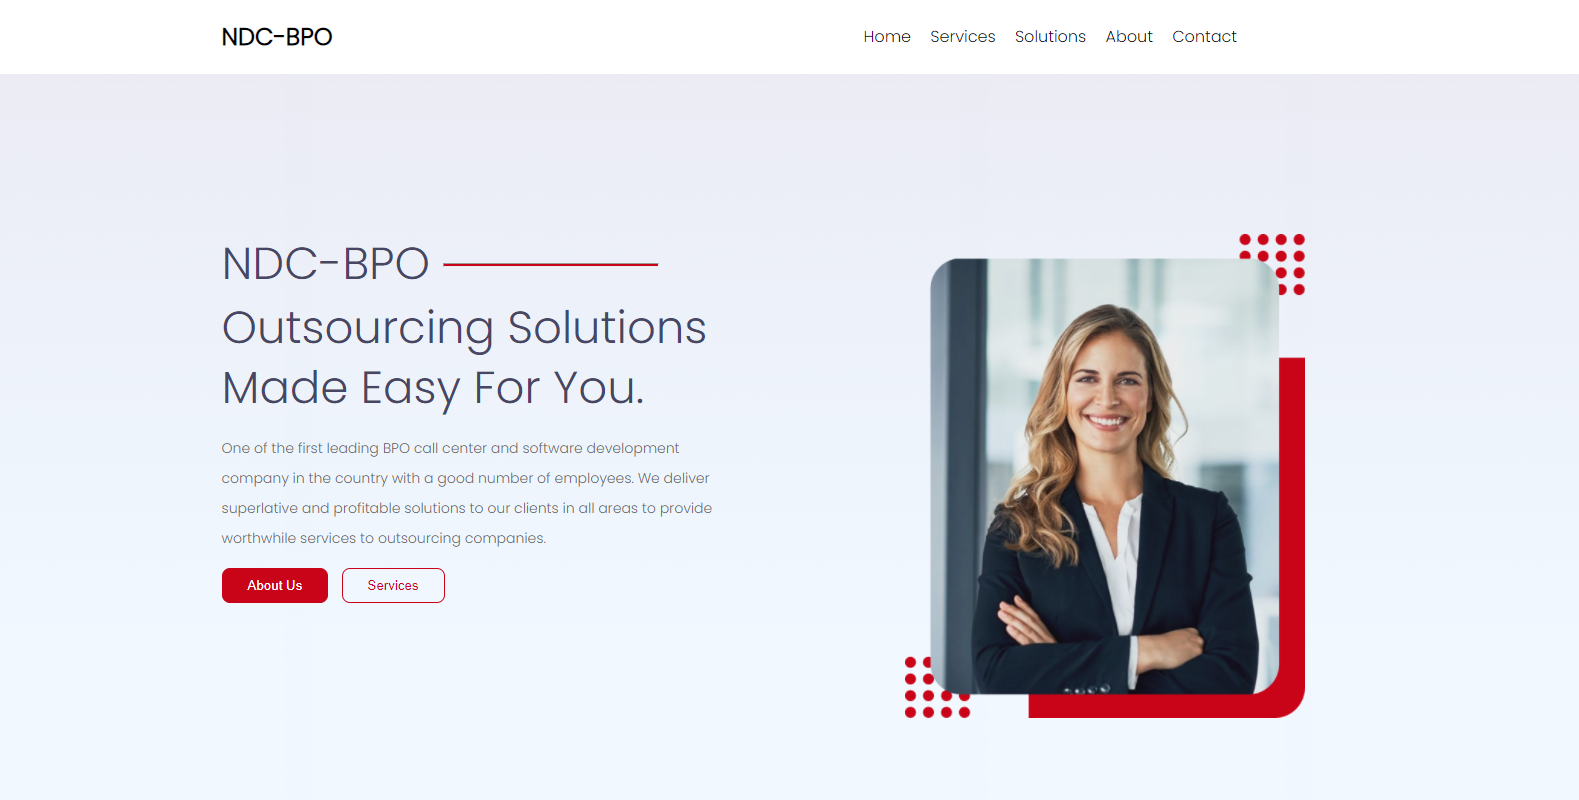 NDC-BPO
Home Services Solutions About Contact
NDC-BPO
Outsourcing Solutions
Made Easy For You.
One of the first leading BPO call center and software development
company in the country with a good number of employees. We deliver
superlative and profitable solutions to our clients in all areas to provide
worthwhile services to outsourcing companies.
About Us
Services